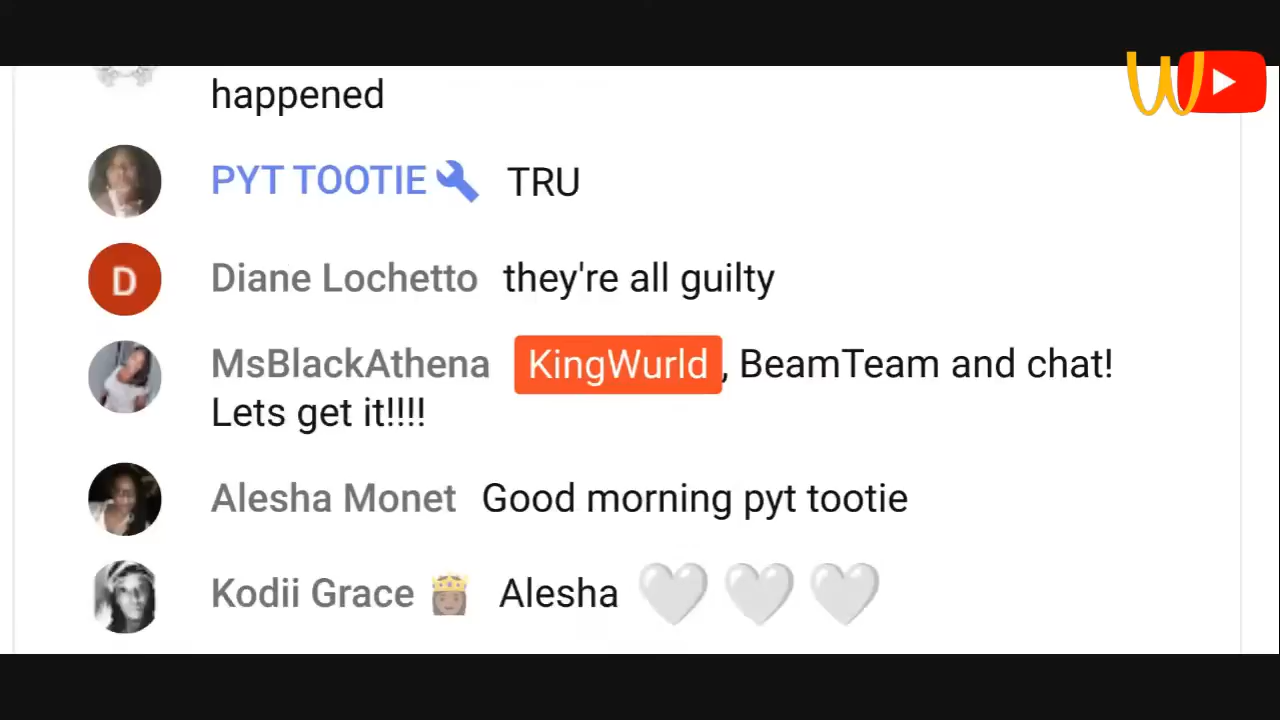 happened
PYT TOOTIE TRU
D Diane Lochetto they're all guilty
MsBlackAthena KingWurld, BeamTeam and chat!
Lets get it!!!!
Alesha Monet Good morning pyt tootie
Kodii Grace 👸🏽 Alesha 🤍 🤍 🤍
W